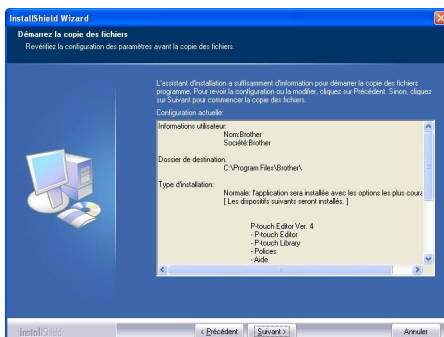 InstallShield Wizard
Démarrez la copie des fichiers
Revérifiez la configuration des paramètres avant la copie des fichiers.
L'assistant d'installation a suffisamment d'information pour démarrer la copie des fichiers
programme. Pour revoir la configuration ou la modifier, cliquez sur Précédent. Sinon, cliquez
sur Suivant pour commencer la copie des fichiers.
Configuration actuelle:
Informations utilisateur:
Nom:Brother
Société:Brother
Dossier de destination.
C:\Program Files\Brother\
Type d'installation:
Normale: l'application sera installée avec les options les plus coura
[ Les dispositifs suivants seront installés. ]
P-touch Editor Ver. 4
- P-touch Editor
- P-touch Library
- Polices
- Aide
InstallShield
< Précédent
Suivant >
Annuler